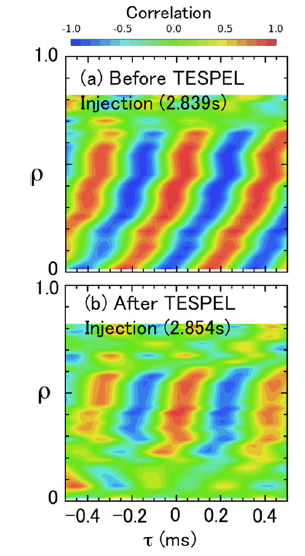 Correlation
-1.0 -0.5 0.0 0.5 1.0
1.0
(a) Before TESPEL
Injection (2.839s)
ρ
0
1.0
(b) After TESPEL
Injection (2.854s)
ρ
0
-0.4 -0.2 0 0.2 0.4
τ (ms)